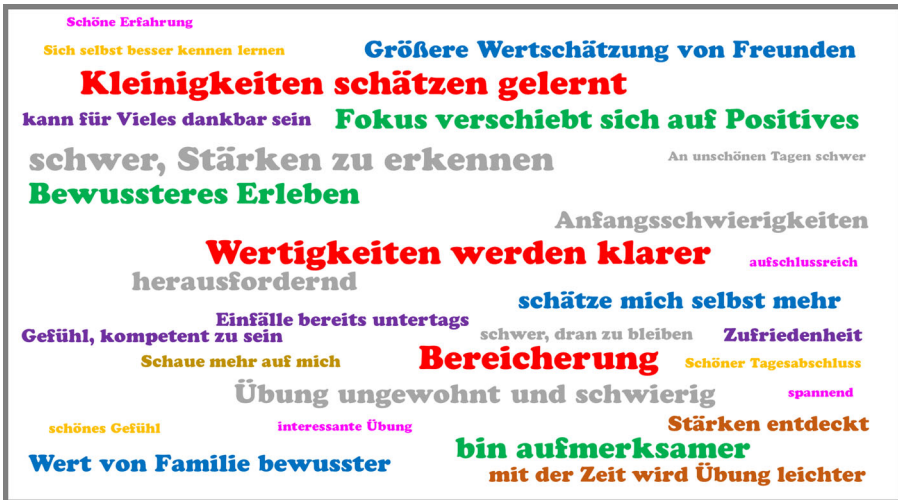 Schöne Erfahrung
Sich selbst besser kennen lernen
Größere Wertschätzung von Freunden
Kleinigkeiten schätzen gelernt
kann für Vieles dankbar sein
Fokus verschiebt sich auf Positives
schwer, Stärken zu erkennen
An unschönen Tagen schwer
Bewussteres Erleben
Anfangsschwierigkeiten
Wertigkeiten werden klarer
aufschlussreich
herausfordernd
schätze mich selbst mehr
Einfälle bereits untertags
Gefühl, kompetent zu sein
schwer, dran zu bleiben
Zufriedenheit
Schaue mehr auf mich
Bereicherung
Schöner Tagesabschluss
Übung ungewohnt und schwierig
spannend
schönes Gefühl
interessante Übung
Stärken entdeckt
bin aufmerksamer
Wert von Familie bewusster
mit der Zeit wird Übung leichter